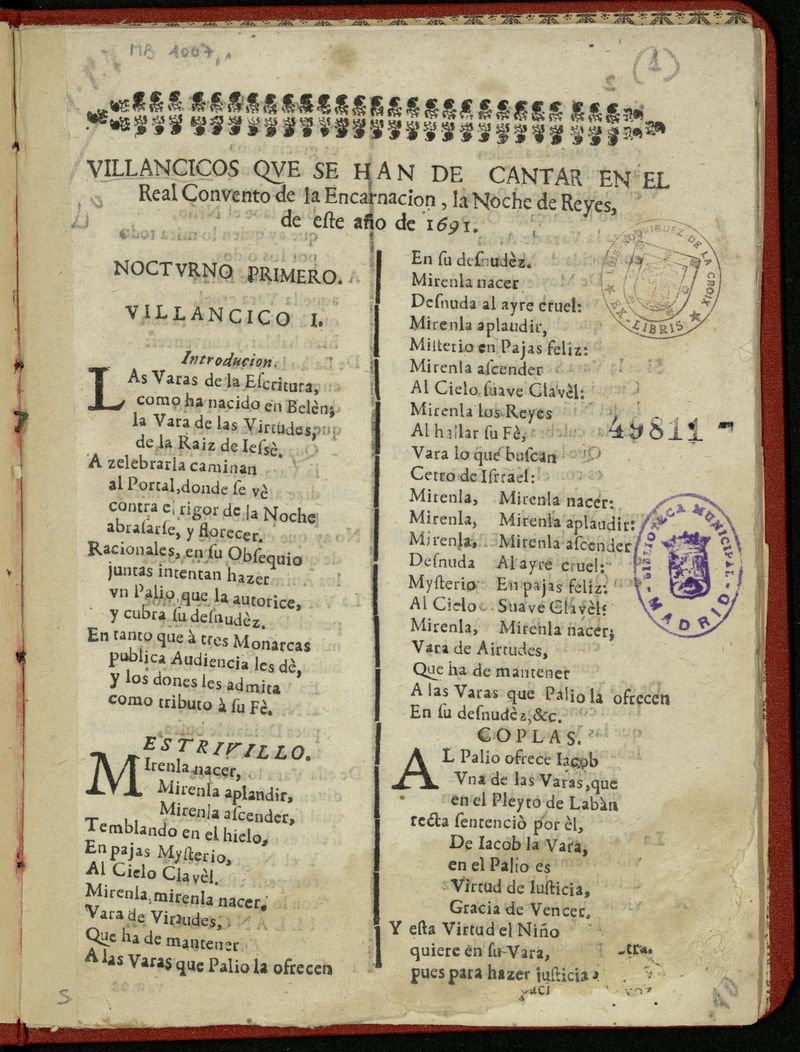 MB 1007
(1)
VILLANCICOS QVE SE HAN DE CANTAR EN EL
Real Convento de la Encarnacion, la Noche de Reyes,
de eſte año de 1691.
NOCTVRNO PRIMERO.
VILLANCICO I.
Introducion.
LAs Varas de la Eſcritura,
como ha nacido en Belèn,
la Vara de las Virtudes,
de la Raiz de Ieſsè.
A zelebrarla caminan
al Portal, donde ſe vè
contra el rigor de la Noche
abraſarſe, y florecer.
Racionales, en ſu Obſequio
juntas intentan hazer
vn Palio, que la autorice,
y cubra ſu deſnudèz.
En tanto que à tres Monarcas
publica Audiencia les dè,
y los dones les admita
como tributo à ſu Fè.
ESTRIVILLO.
MIrenla nacer,
Mirenla aplandir,
Mirenla aſcender,
Temblando en el hielo,
En pajas Myſterio,
Al Cielo Clavèl.
Mirenla, mirenla nacer,
Vara de Virtudes,
Que ha de mantener
A las Varas que Palio la ofrecen
En ſu deſnudèz.
Mirenla nacer
Deſnuda al ayre cruel:
Mirenla aplaudir,
Miſterio en Pajas feliz:
Mirenla aſcender
Al Cielo ſuave Clavèl:
Mirenla los Reyes
Al hallar ſu Fè,
Vara lo que buſcan
Cetro de Iſrrael:
Mirenla, Mirenla nacer:
Mirenla, Mirenla aplaudir:
Mirenla, Mirenla aſcender
Deſnuda Al ayre cruel:
Myſterio En pajas feliz:
Al Cielo Suave Clavèl:
Mirenla, Mirenla nacer;
Vara de Airtudes,
Que ha de mantener
A las Varas que Palio la ofrecen
En ſu deſnudèz, &c.
COPLAS.
AL Palio ofrece Iacob
Vna de las Varas, que
en el Pleyto de Labàn
recta ſentenciò por èl,
De Iacob la Vara,
en el Palio es
Virtud de Iuſticia,
Gracia de Vencer.
Y eſta Virtud el Niño
quiere en ſu Vara,
pues para hazer juſticia
RODRIGUEZ DE LA CROIX
EX-LIBRIS
49811
BIBLIOTECA MUNICIPAL
MADRID
10